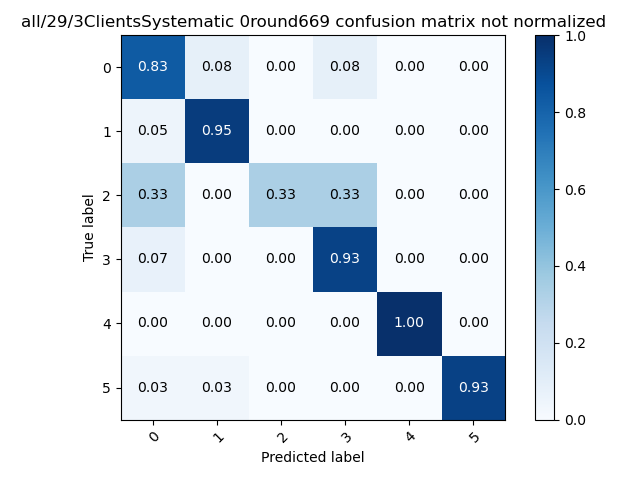 all/29/3ClientsSystematic 0round669 confusion matrix not normalized
True label
0 0.83 0.08 0.00 0.08 0.00 0.00
1 0.05 0.95 0.00 0.00 0.00 0.00
2 0.33 0.00 0.33 0.33 0.00 0.00
3 0.07 0.00 0.00 0.93 0.00 0.00
4 0.00 0.00 0.00 0.00 1.00 0.00
5 0.03 0.03 0.00 0.00 0.00 0.93
0 1 2 3 4 5
Predicted label
1.0
0.8
0.6
0.4
0.2
0.0